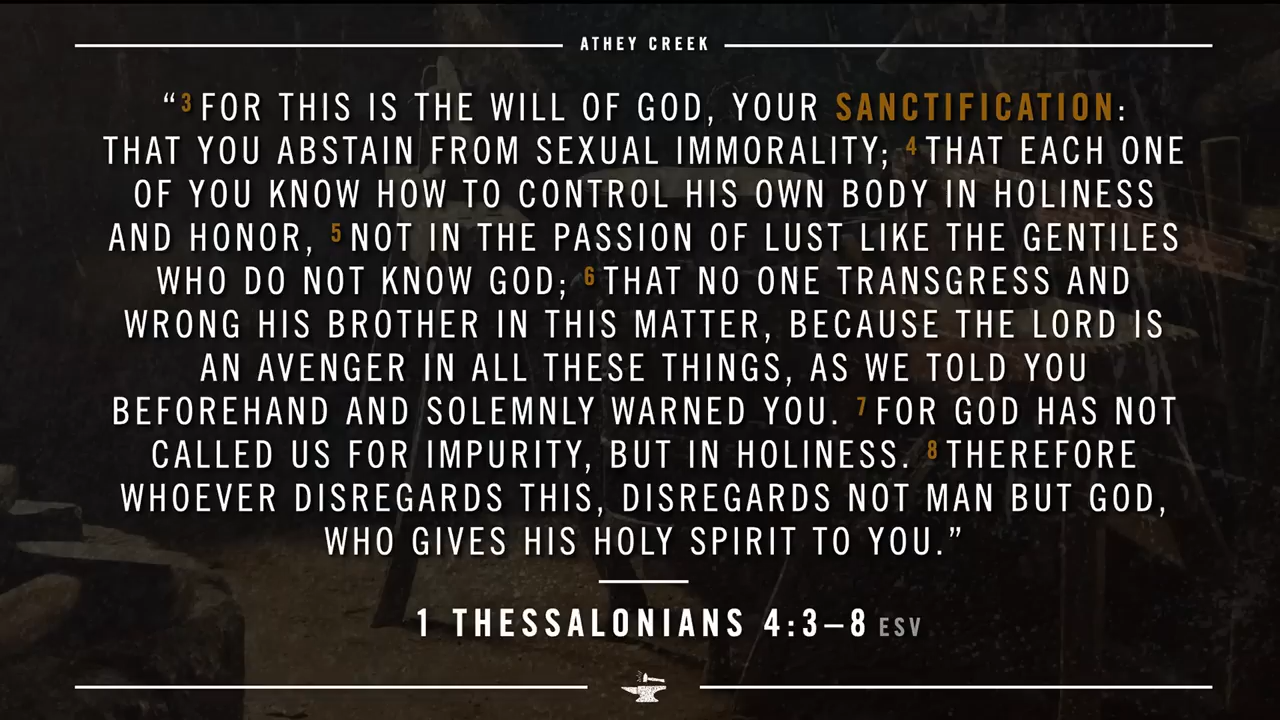 ATHEY CREEK
“3 FOR THIS IS THE WILL OF GOD, YOUR SANCTIFICATION:
THAT YOU ABSTAIN FROM SEXUAL IMMORALITY; 4 THAT EACH ONE
OF YOU KNOW HOW TO CONTROL HIS OWN BODY IN HOLINESS
AND HONOR, 5 NOT IN THE PASSION OF LUST LIKE THE GENTILES
WHO DO NOT KNOW GOD; 6 THAT NO ONE TRANSGRESS AND
WRONG HIS BROTHER IN THIS MATTER, BECAUSE THE LORD IS
AN AVENGER IN ALL THESE THINGS, AS WE TOLD YOU
BEFOREHAND AND SOLEMNLY WARNED YOU. 7 FOR GOD HAS NOT
CALLED US FOR IMPURITY, BUT IN HOLINESS. 8 THEREFORE
WHOEVER DISREGARDS THIS, DISREGARDS NOT MAN BUT GOD,
WHO GIVES HIS HOLY SPIRIT TO YOU.”
1 THESSALONIANS 4:3–8 ESV